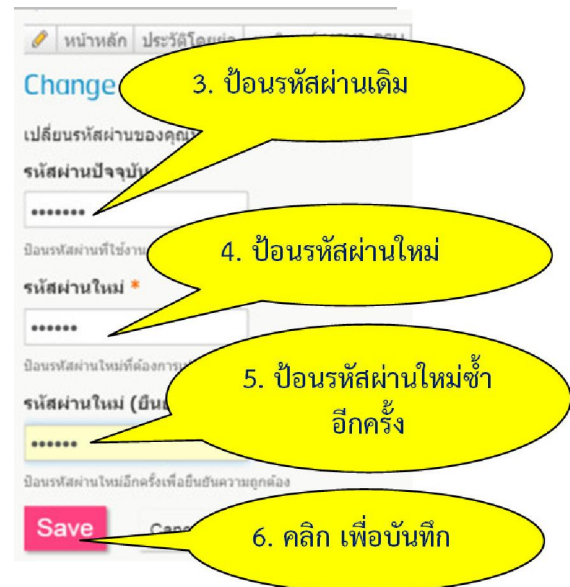 หน้าหลัก ประวัติโดยย่อ
Change
3. ป้อนรหัสผ่านเดิม
เปลี่ยนรหัสผ่านของคุณ
รหัสผ่านปัจจุบัน
ป้อนรหัสผ่านที่ใช้งาน
4. ป้อนรหัสผ่านใหม่
รหัสผ่านใหม่ *
ป้อนรหัสผ่านใหม่ที่ต้องการ
5. ป้อนรหัสผ่านใหม่ซ้ำ
อีกครั้ง
รหัสผ่านใหม่ (ยืน
ป้อนรหัสผ่านใหม่อีกครั้งเพื่อยืนยันความถูกต้อง
Save
6. คลิก เพื่อบันทึก